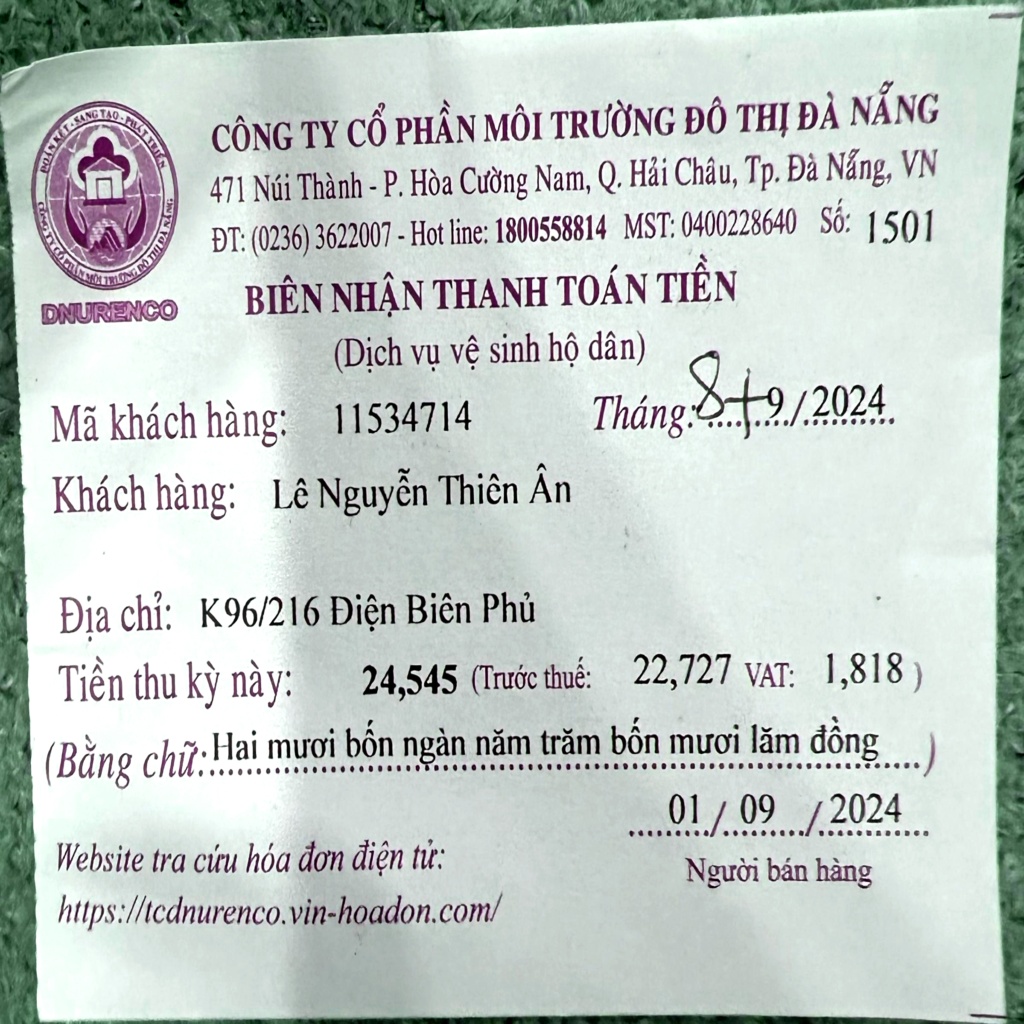 ĐOÀN KẾT - SANG TẠO - PHÁT TRIỂN
CÔNG TY CỔ PHẦN MÔI TRƯỜNG ĐÔ THỊ ĐÀ NẴNG
DNURENCO
CÔNG TY CỔ PHẦN MÔI TRƯỜNG ĐÔ THỊ ĐÀ NẴNG
471 Núi Thành - P. Hòa Cường Nam, Q. Hải Châu, Tp. Đà Nẵng, VN
ĐT: (0236) 3622007 - Hot line: 1800558814 MST: 0400228640 Số: 1501
BIÊN NHẬN THANH TOÁN TIỀN
(Dịch vụ vệ sinh hộ dân)
Mã khách hàng: 11534714 Tháng: 8+9/2024
Khách hàng: Lê Nguyễn Thiên Ân
Địa chỉ: K96/216 Điện Biên Phủ
Tiền thu kỳ này: 24,545 (Trước thuế: 22,727 VAT: 1,818)
(Bằng chữ: Hai mươi bốn ngàn năm trăm bốn mươi lăm đồng)
01 / 09 / 2024
Người bán hàng
Website tra cứu hóa đơn điện tử:
https://tcdnurenco.vin-hoadon.com/